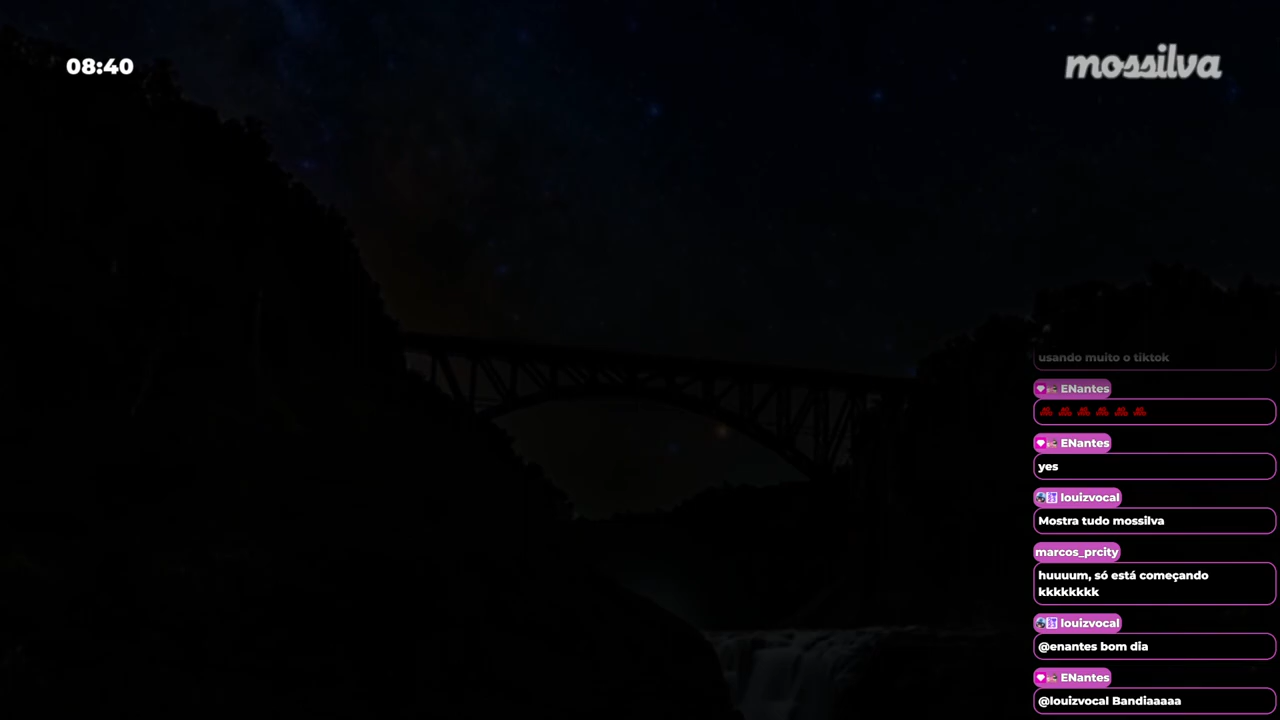 08:40
mossilva
usando muito o tiktok
ENantes
ENantes
yes
louizvocal
Mostra tudo mossilva
marcos_prcity
huuuum, só está começando
kkkkkkkk
louizvocal
@enantes bom dia
ENantes
@louizvocal Bandiaaaaa